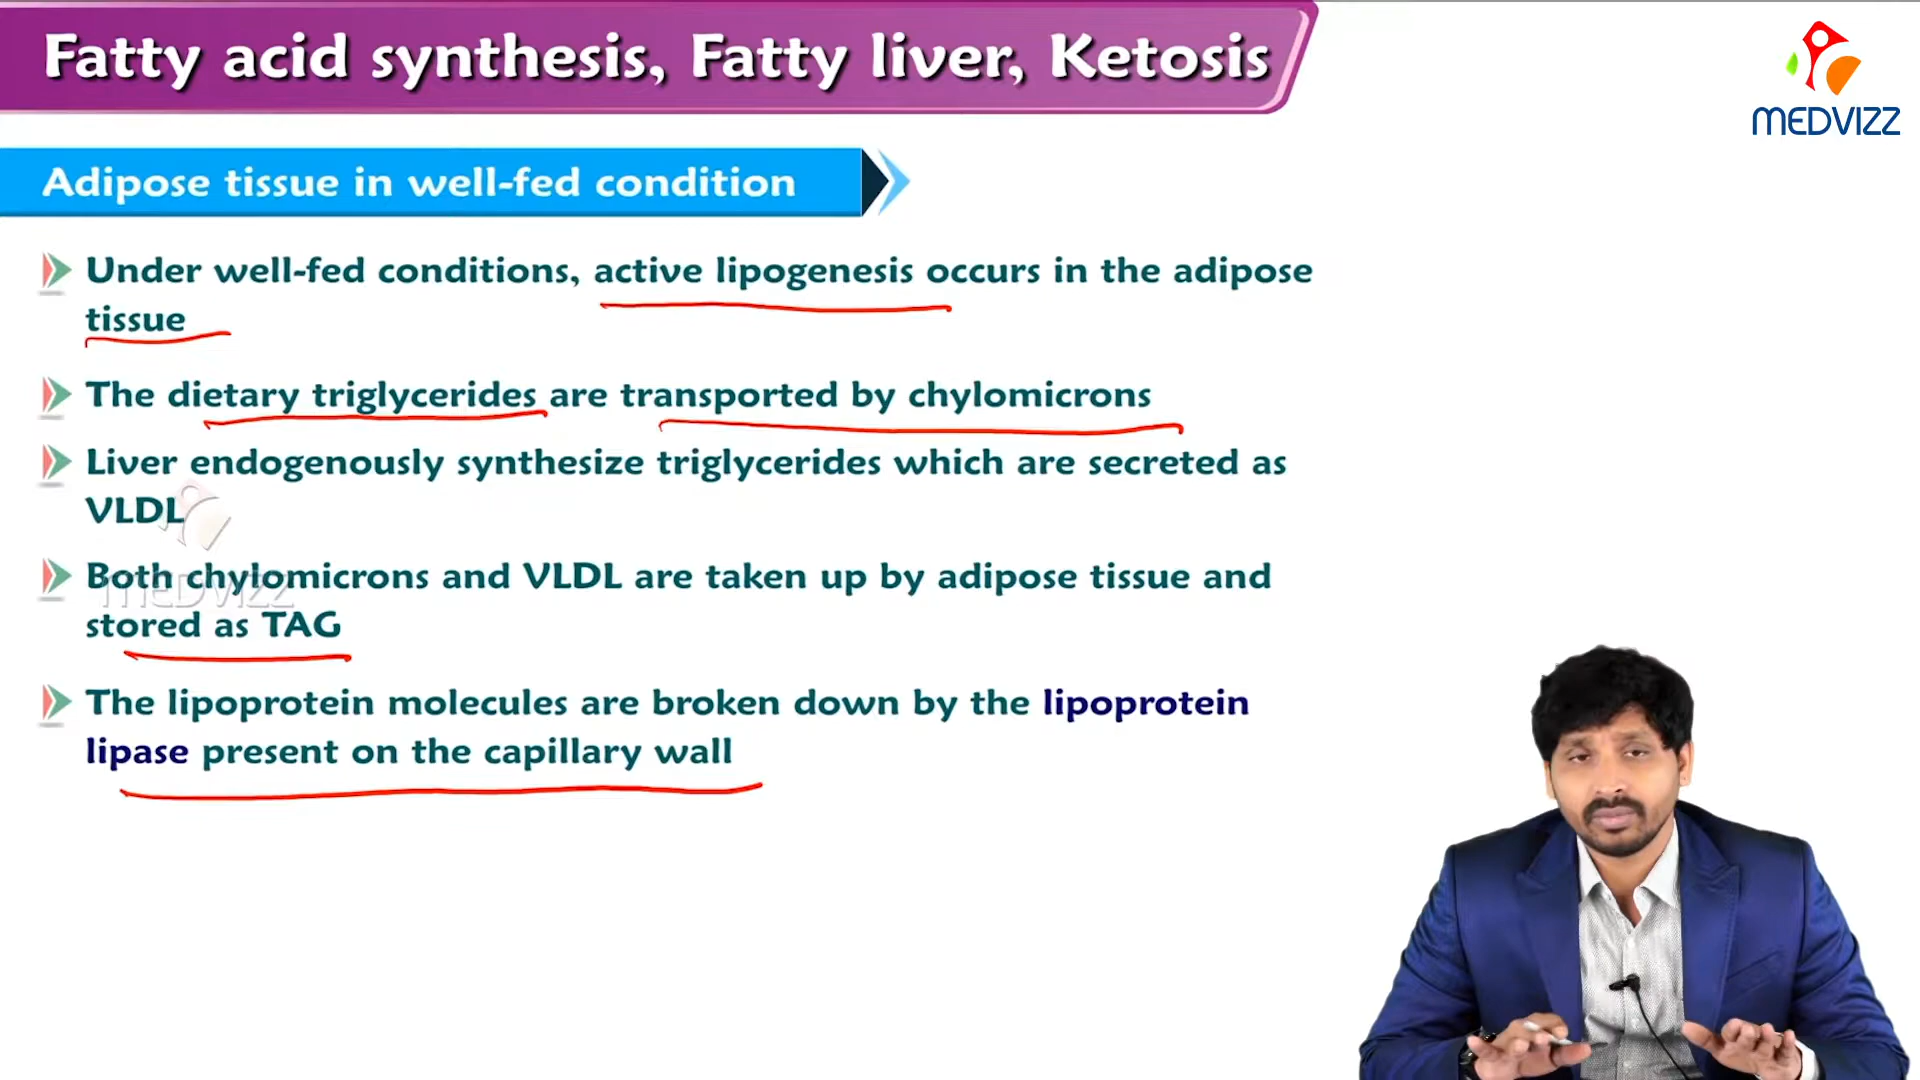 Fatty acid synthesis, Fatty liver, Ketosis
MEDVIZZ
Adipose tissue in well-fed condition
Under well-fed conditions, active lipogenesis occurs in the adipose
tissue
The dietary triglycerides are transported by chylomicrons
Liver endogenously synthesize triglycerides which are secreted as
VLDL
Both chylomicrons and VLDL are taken up by adipose tissue and
MEDVIZZ
stored as TAG
The lipoprotein molecules are broken down by the lipoprotein
lipase present on the capillary wall